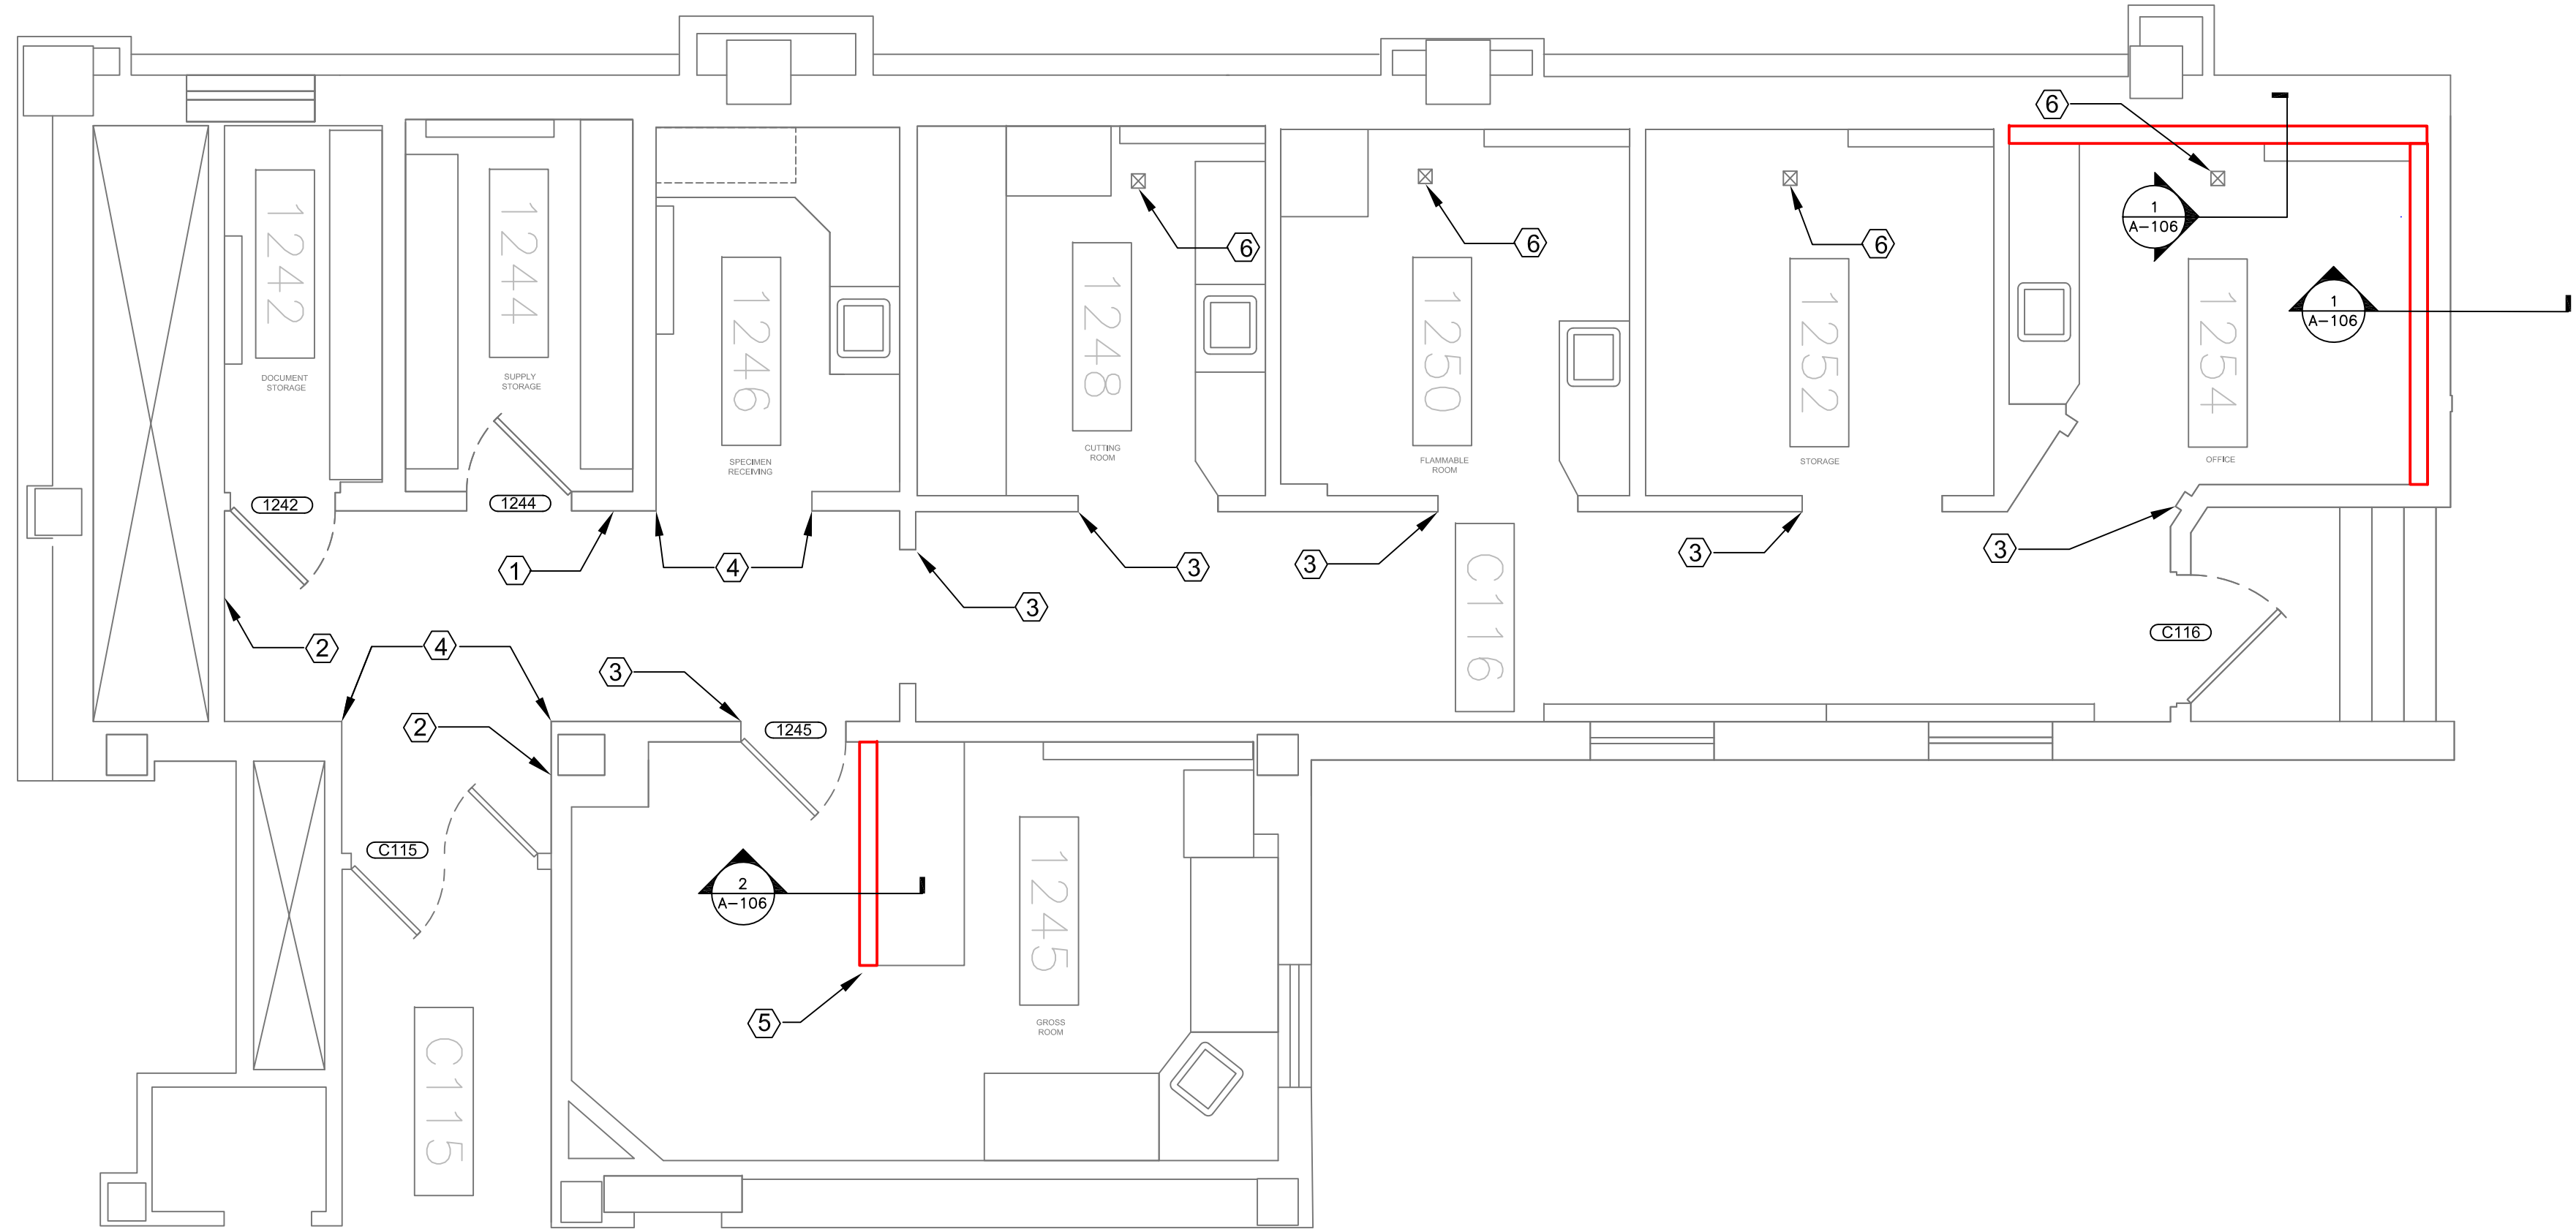 6
1
A-106
1
A-106
1242
DOCUMENT
STORAGE
1244
SUPPLY
STORAGE
1246
SPECIMEN
RECEIVING
1248
CUTTING
ROOM
6
1250
FLAMMABLE
ROOM
6
1252
STORAGE
6
1254
OFFICE
1242
1244
1
4
3
3
3
3
3
C116
C116
2
4
3
2
1245
C115
2
A-106
5
1245
GROSS
ROOM
C115